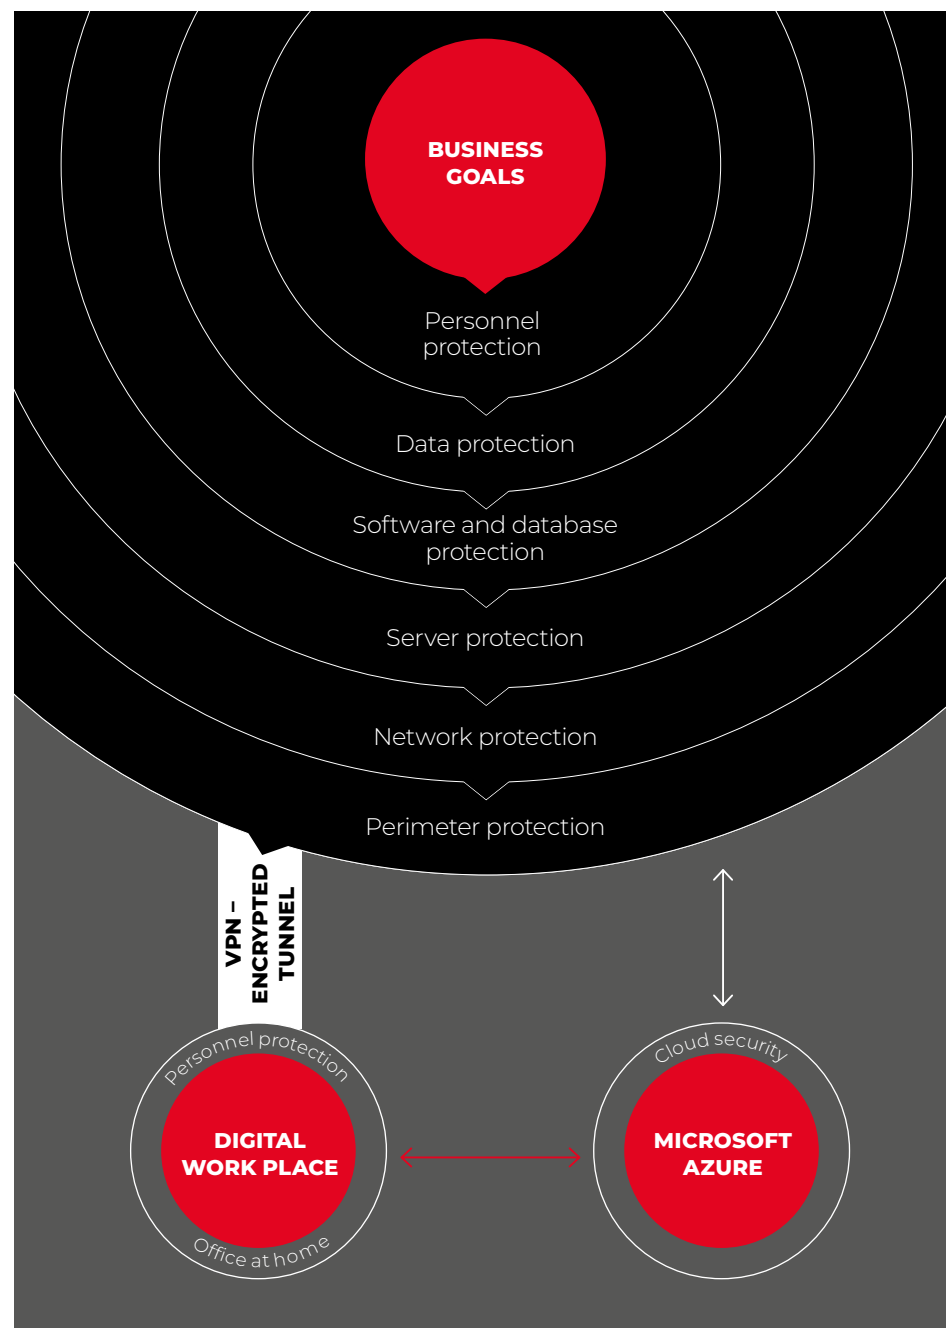 BUSINESS
GOALS
Personnel
protection
Data protection
Software and database
protection
Server protection
Network protection
Perimeter protection
VPN –
ENCRYPTED
TUNNEL
Personnel protection
DIGITAL
WORK PLACE
Office at home
Cloud security
MICROSOFT
AZURE